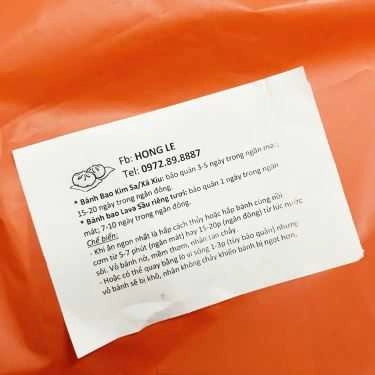 Fb: HONG LE
Tel: 0972.89.8887
* Bánh Bao Kim Sa/Xá Xíu: bảo quản 3-5 ngày trong ngăn mát,
15-20 ngày trong ngăn đông.
* Bánh bao Lava Sầu riêng tươi: bảo quản 1 ngày trong ngăn
mát; 7-10 ngày trong ngăn đông.
Chế biến:
- Khi ăn ngon nhất là hấp cách thủy hoặc hấp bánh cùng nồi
cơm từ 5-7 phút (ngăn mát) hay 15-20p (ngăn đông) từ lúc nước
sôi. Vỏ bánh nở, mềm thơm, nhân tan chảy.
- Hoặc có thể quay bằng lò vi sóng 1-3p (tùy bảo quản) nhưng
vỏ bánh sẽ bị khô, nhân không chảy khiến bánh bị ngọt hơn.